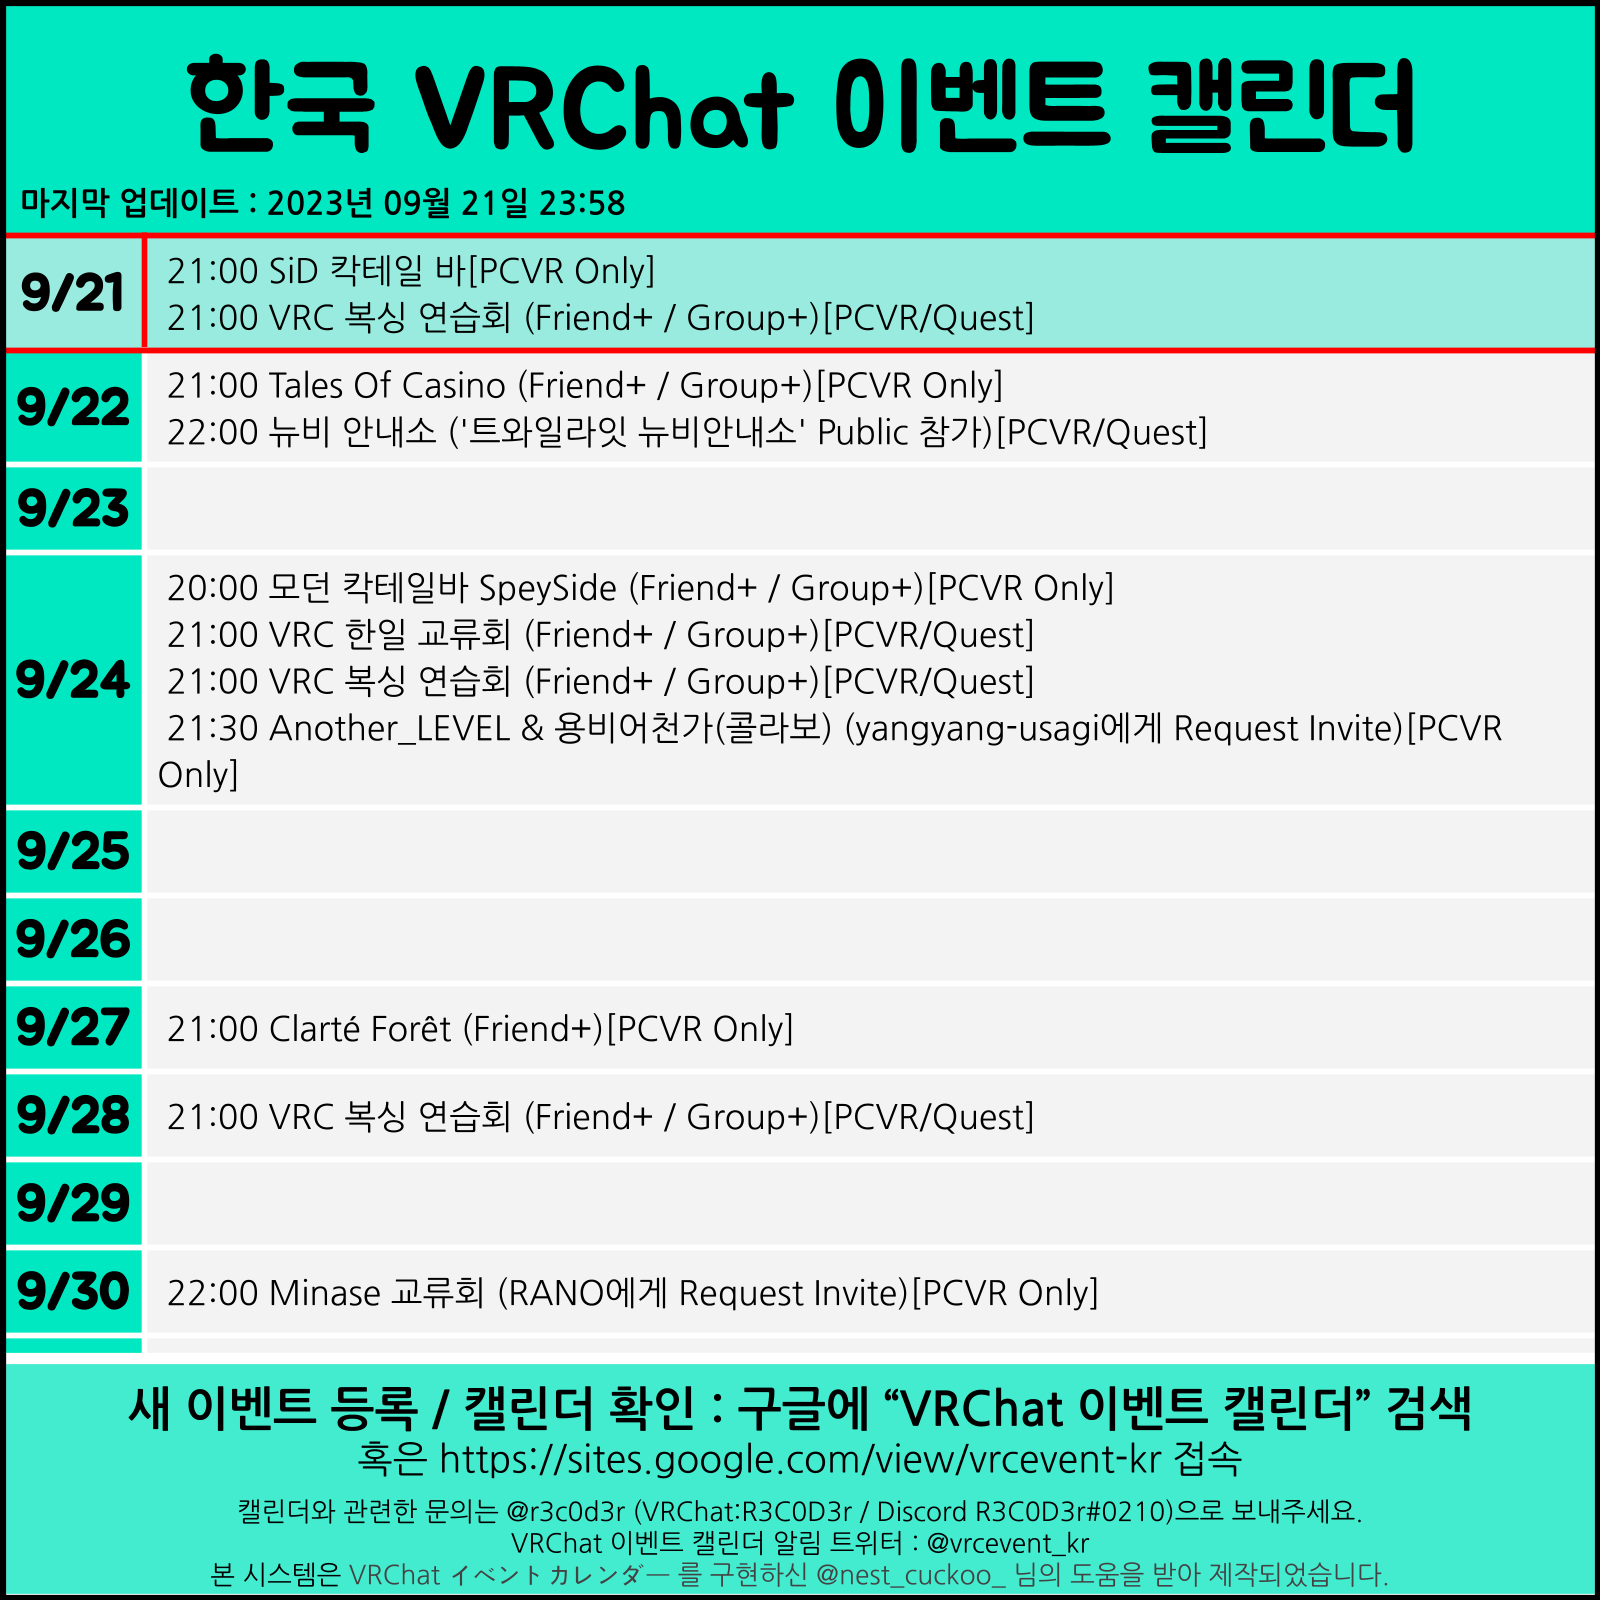 한국 VRChat 이벤트 캘린더
마지막 업데이트 : 2023년 09월 21일 23:58
9/21
21:00 SiD 칵테일 바[PCVR Only]
21:00 VRC 복싱 연습회 (Friend+ / Group+)[PCVR/Quest]
9/22
21:00 Tales Of Casino (Friend+ / Group+)[PCVR Only]
22:00 뉴비 안내소 ('트와일라잇 뉴비안내소' Public 참가)[PCVR/Quest]
9/23
9/24
20:00 모던 칵테일바 SpeySide (Friend+ / Group+)[PCVR Only]
21:00 VRC 한일 교류회 (Friend+ / Group+)[PCVR/Quest]
21:00 VRC 복싱 연습회 (Friend+ / Group+)[PCVR/Quest]
21:30 Another_LEVEL & 용비어천가(콜라보) (yangyang-usagi에게 Request Invite)[PCVR
Only]
9/25
9/26
9/27
21:00 Clarté Forêt (Friend+)[PCVR Only]
9/28
21:00 VRC 복싱 연습회 (Friend+ / Group+)[PCVR/Quest]
9/29
9/30
22:00 Minase 교류회 (RANO에게 Request Invite)[PCVR Only]
새 이벤트 등록 / 캘린더 확인 : 구글에 “VRChat 이벤트 캘린더” 검색
혹은 https://sites.google.com/view/vrcevent-kr 접속
캘린더와 관련한 문의는 @r3c0d3r (VRChat:R3C0D3r / Discord R3C0D3r#0210)으로 보내주세요.
VRChat 이벤트 캘린더 알림 트위터 : @vrcevent_kr
본 시스템은 VRChat イベントカレンダー 를 구현하신 @nest_cuckoo_ 님의 도움을 받아 제작되었습니다.